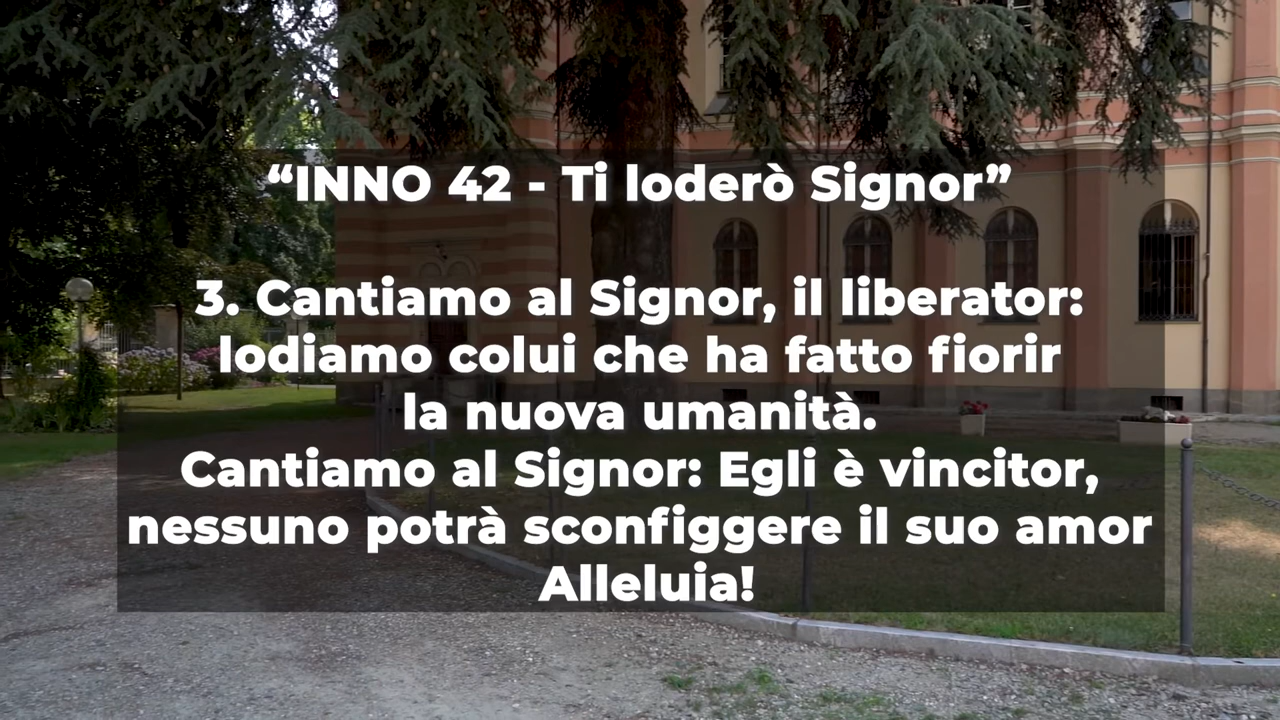 “INNO 42 - Ti loderò Signor”
3. Cantiamo al Signor, il liberator:
lodiamo colui che ha fatto fiorir
la nuova umanità.
Cantiamo al Signor: Egli è vincitor,
nessuno potrà sconfiggere il suo amor
Alleluia!